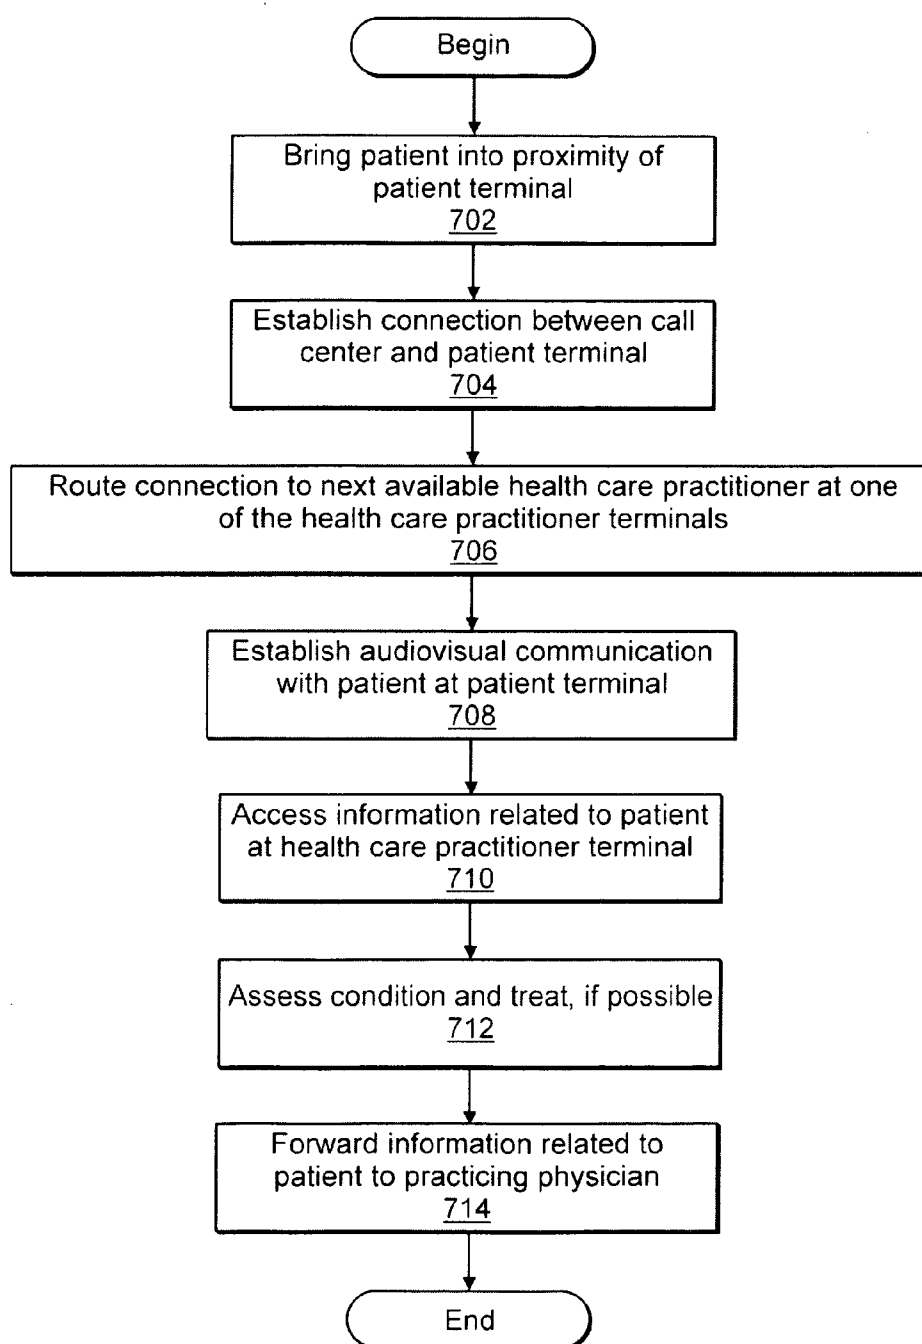 Begin
Bring patient into proximity of
patient terminal
702
Establish connection between call
center and patient terminal
704
Route connection to next available health care practitioner at one
of the health care practitioner terminals
706
Establish audiovisual communication
with patient at patient terminal
708
Access information related to patient
at health care practitioner terminal
710
Assess condition and treat, if possible
712
Forward information related to
patient to practicing physician
714
End